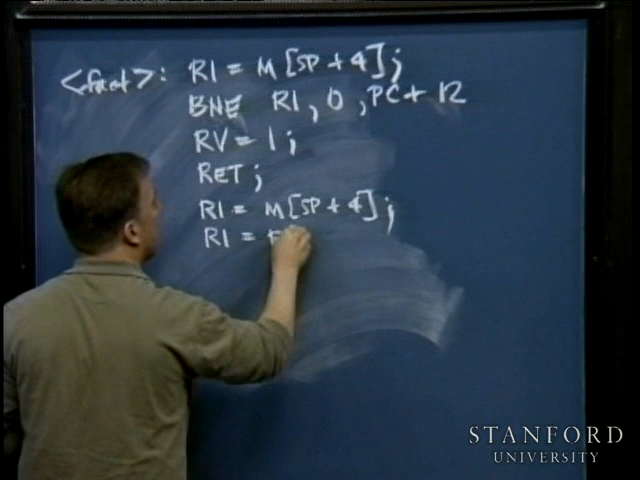 <fact>: R1 = M[SP + 4];
BNE R1, 0, PC + 12
RV = 1;
RET;
R1 = M[SP + 4];
R1 =
STANFORD
UNIVERSITY